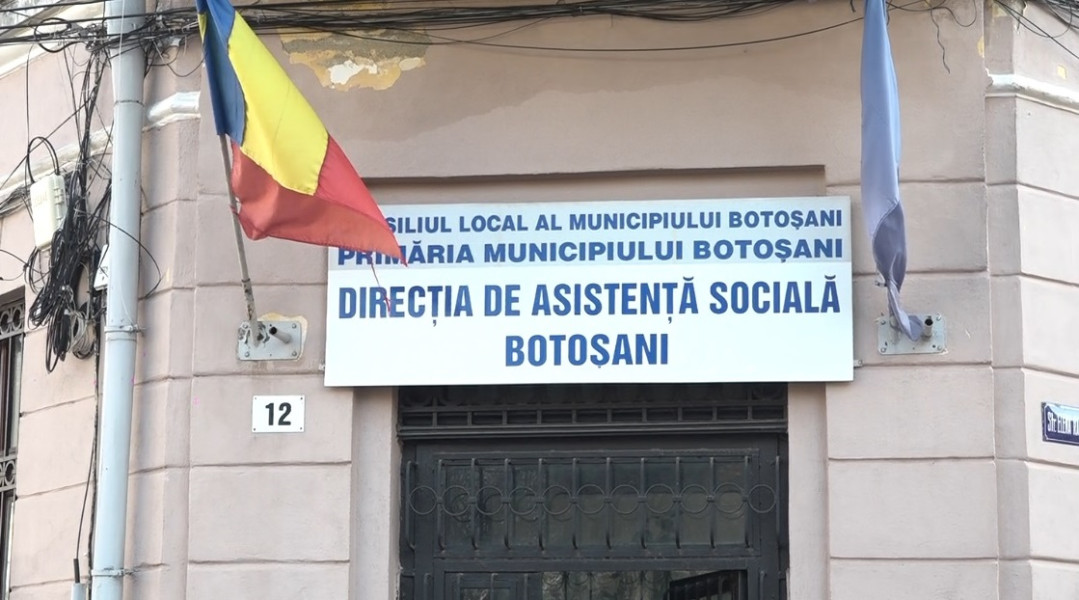 LOCAL AL MUNICIPIULUI BOTOȘANI
PRIMĂRIA MUNICIPIULUI BOTOȘANI
DIRECȚIA DE ASISTENȚĂ SOCIALĂ
BOTOȘANI
12